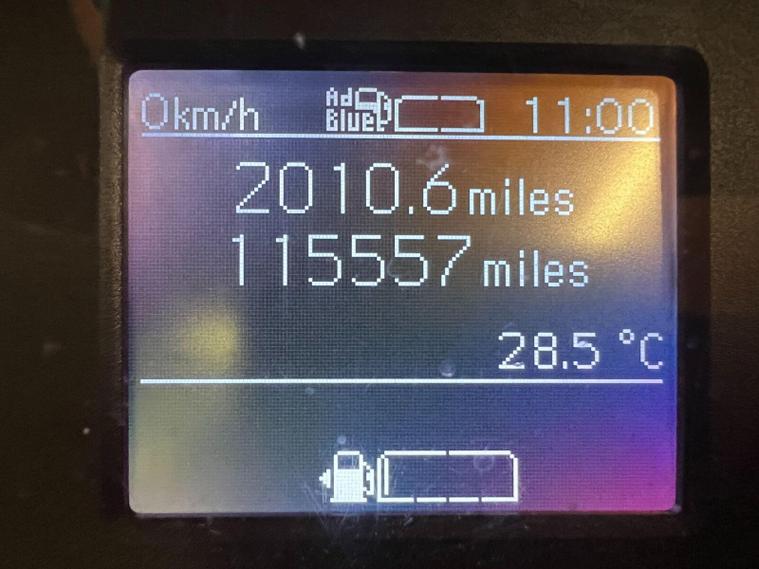 0km/h Ad Blue 11:00
2010.6 miles
115557 miles
28.5 °C